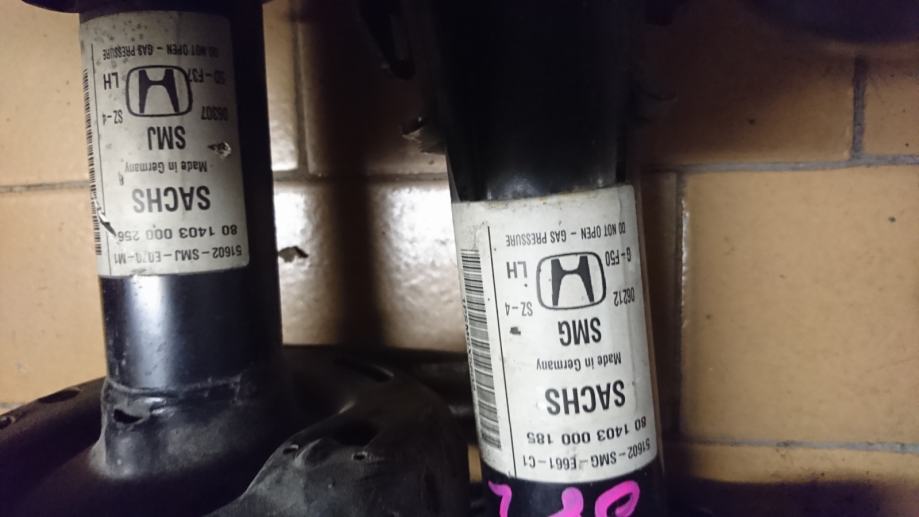 51602-SMJ-E070-M1
80 1403 000 256
SACHS
Made in Germany
SMJ
06307
SZ-4
LH
DO NOT OPEN - GAS PRESSURE
51602-SMG-E661-C1
80 1403 000 185
SACHS
Made in Germany
SMG
06212
SZ-4
G-F50
LH
DO NOT OPEN - GAS PRESSURE